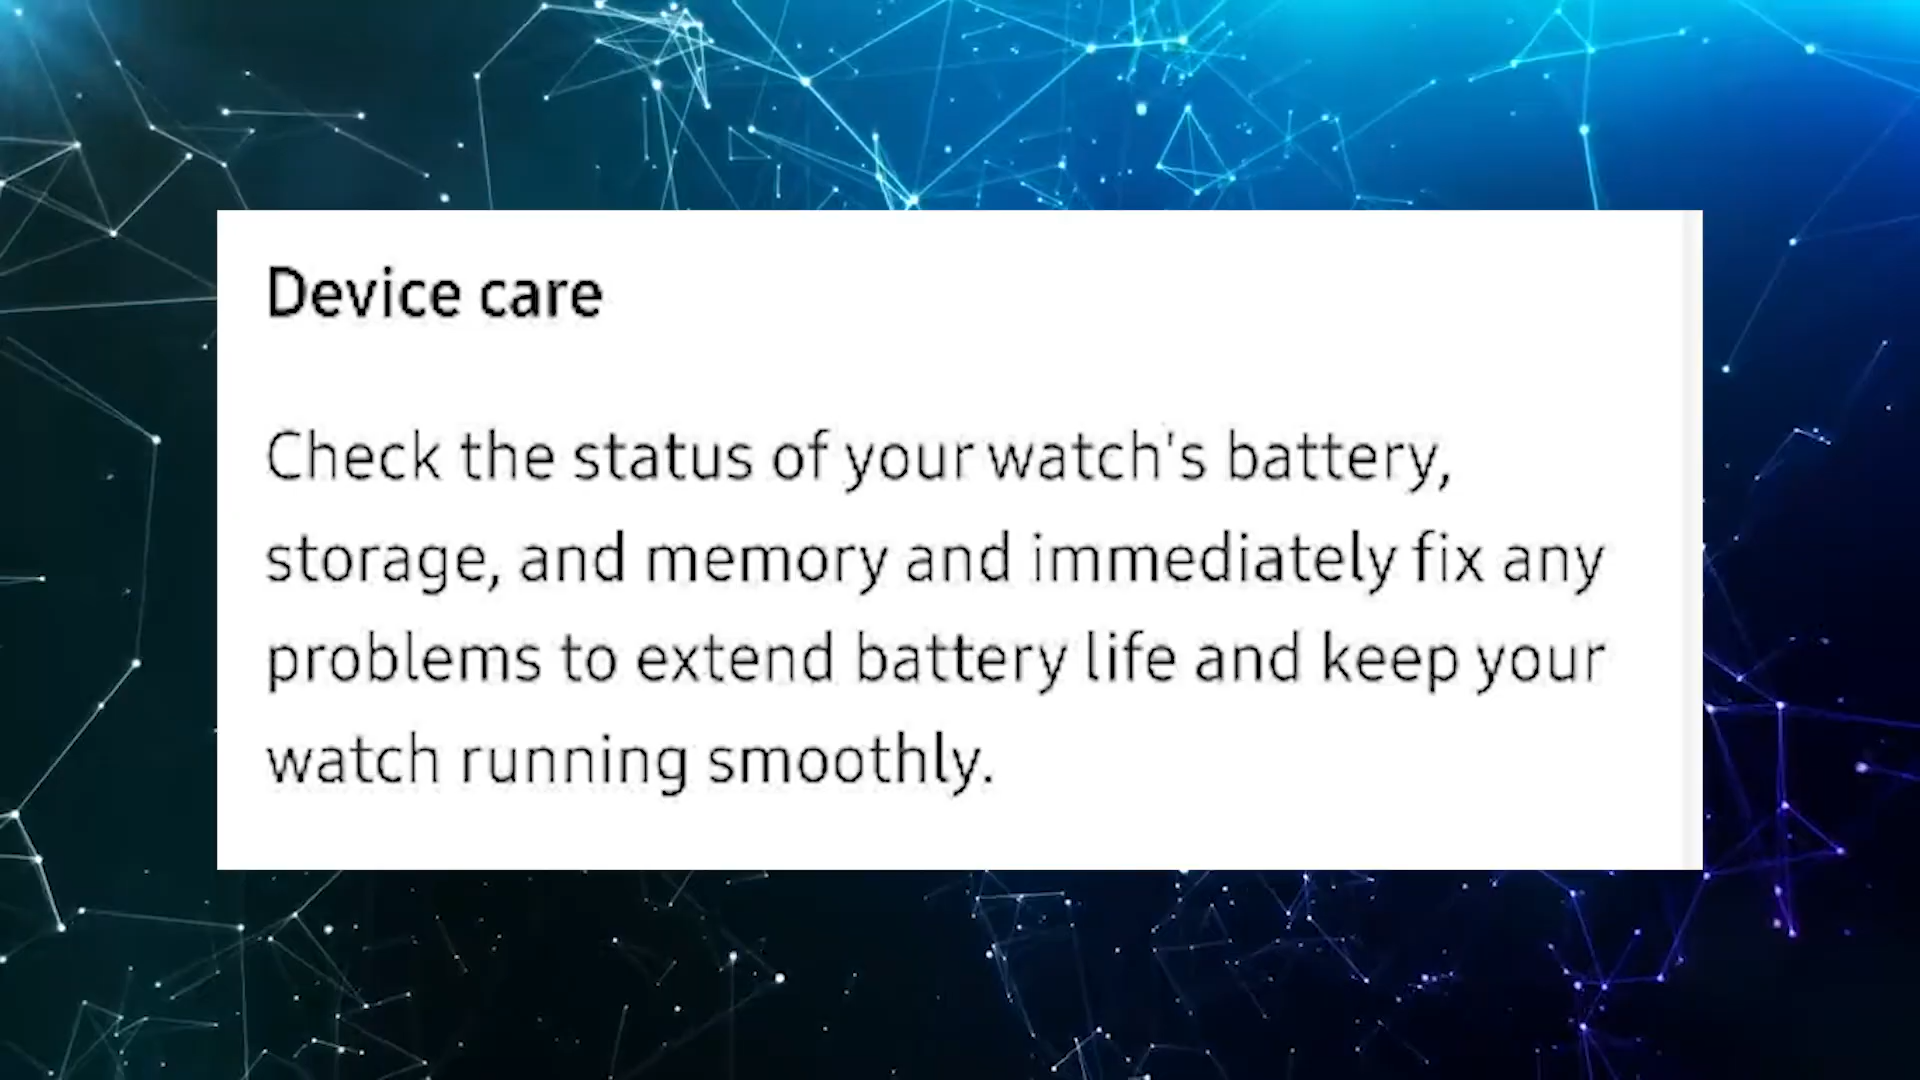 Device care
Check the status of your watch's battery,
storage, and memory and immediately fix any
problems to extend battery life and keep your
watch running smoothly.